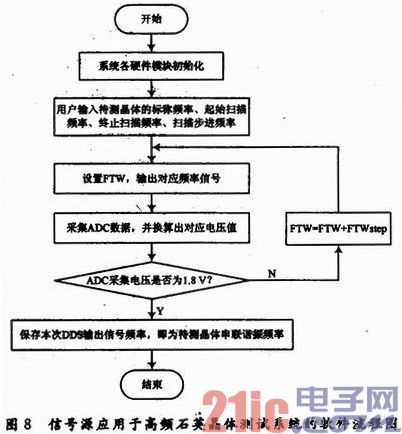 开始
系统各硬件模块初始化
用户输入待测晶体的标称频率、起始扫描
频率、终止扫描频率、扫描步进频率
设置FTW，输出对应频率信号
采集ADC数据，并换算出对应电压值
FTW=FTW+FTWstep
ADC采集电压是否为1.8 V?
N
Y
保存本次DDS输出信号频率，即为待测晶体串联谐振频率
结束
图8 信号源应用于高频石英晶体测试系统的软件流程图
21ic.com
电子网